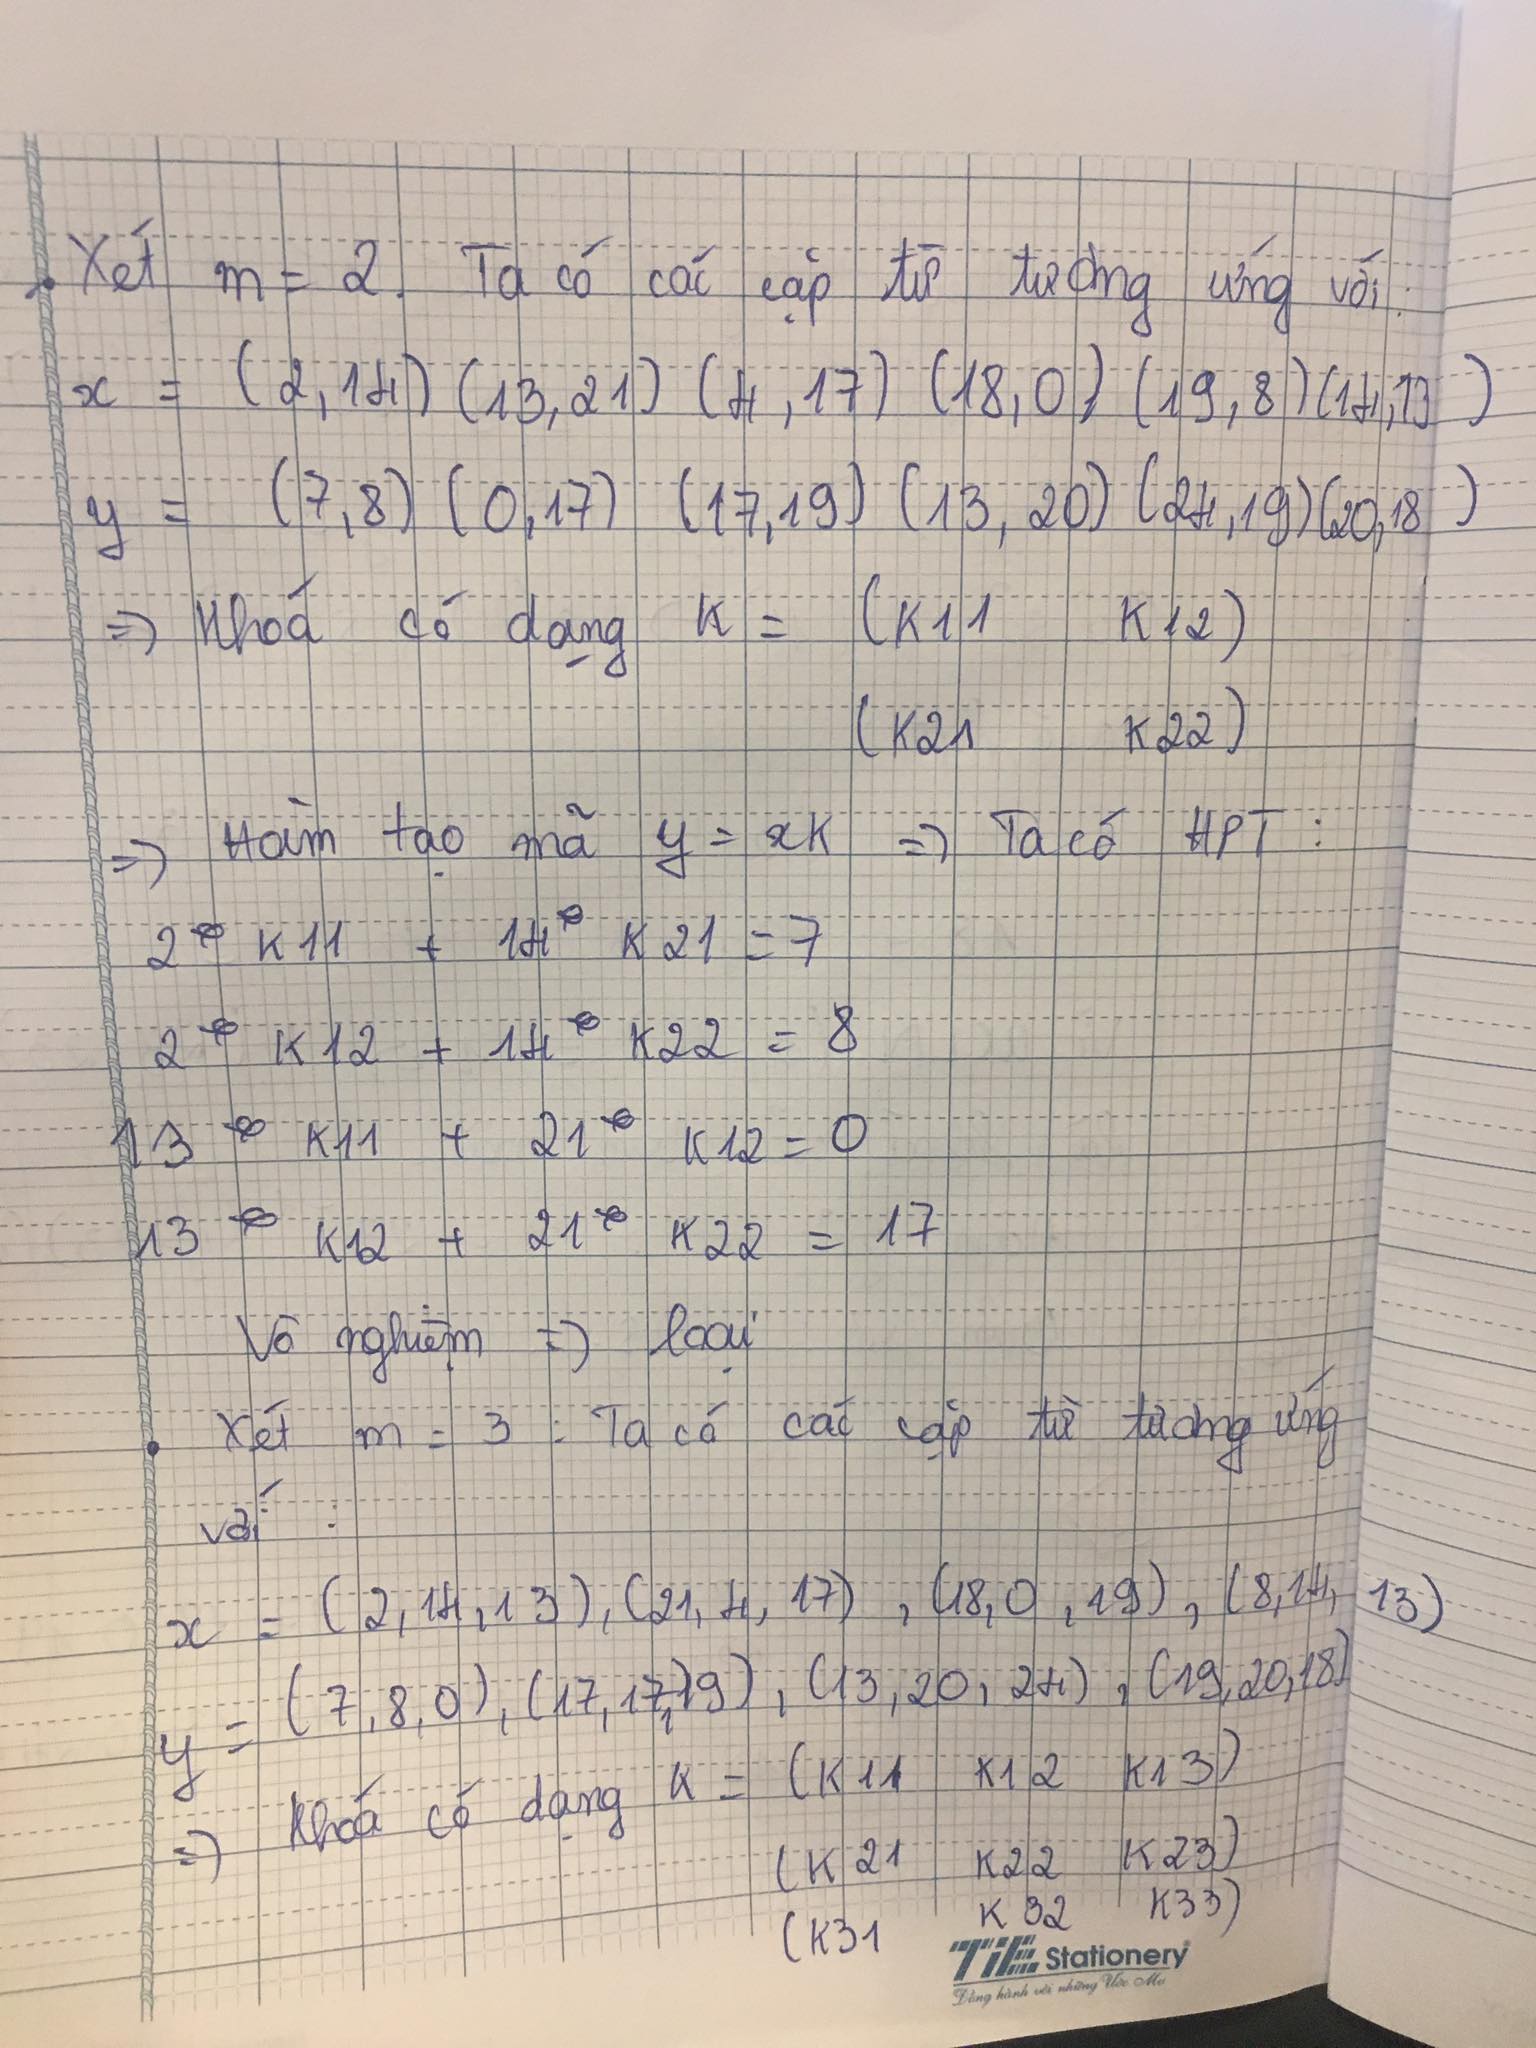 Xét m = 2. Ta có các cặp từ tương ứng với:
x = (2,14) (13,21) (4,17) (18,0) (19,8) (14,13)
y = (7,8) (0,17) (17,19) (13,20) (24,19) (20,18)
=> Khoá có dạng K = (K11 K12)
(K21 K22)
=> Hàm tạo mã y = xK => Ta có HPT:
2 * K11 + 14 * K21 = 7
2 * K12 + 14 * K22 = 8
13 * K11 + 21 * K12 = 0
13 * K12 + 21 * K22 = 17
Vô nghiệm => loại
Xét m = 3 : Ta có các cặp từ tương ứng
với :
x = (2,14,13), (21,4,17), (18,0,19), (8,14,13)
y = (7,8,0), (17,17,19), (13,20,24), (19,20,18)
=> Khoá có dạng K = (K11 K12 K13)
(K21 K22 K23)
(K31 K32 K33)
TiE Stationery
Đồng hành với những Ước Mơ